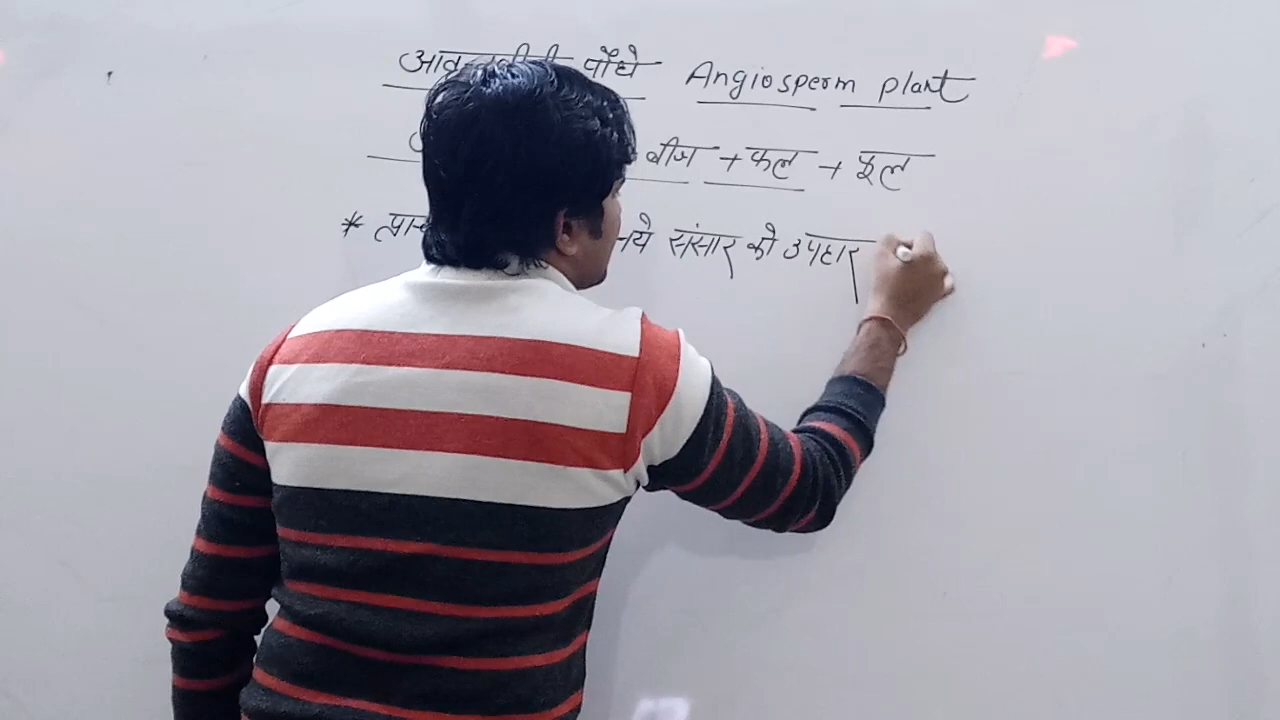 पौधे Angiosperm plant
बीज + फल + फूल
* नये संसार को उपहार